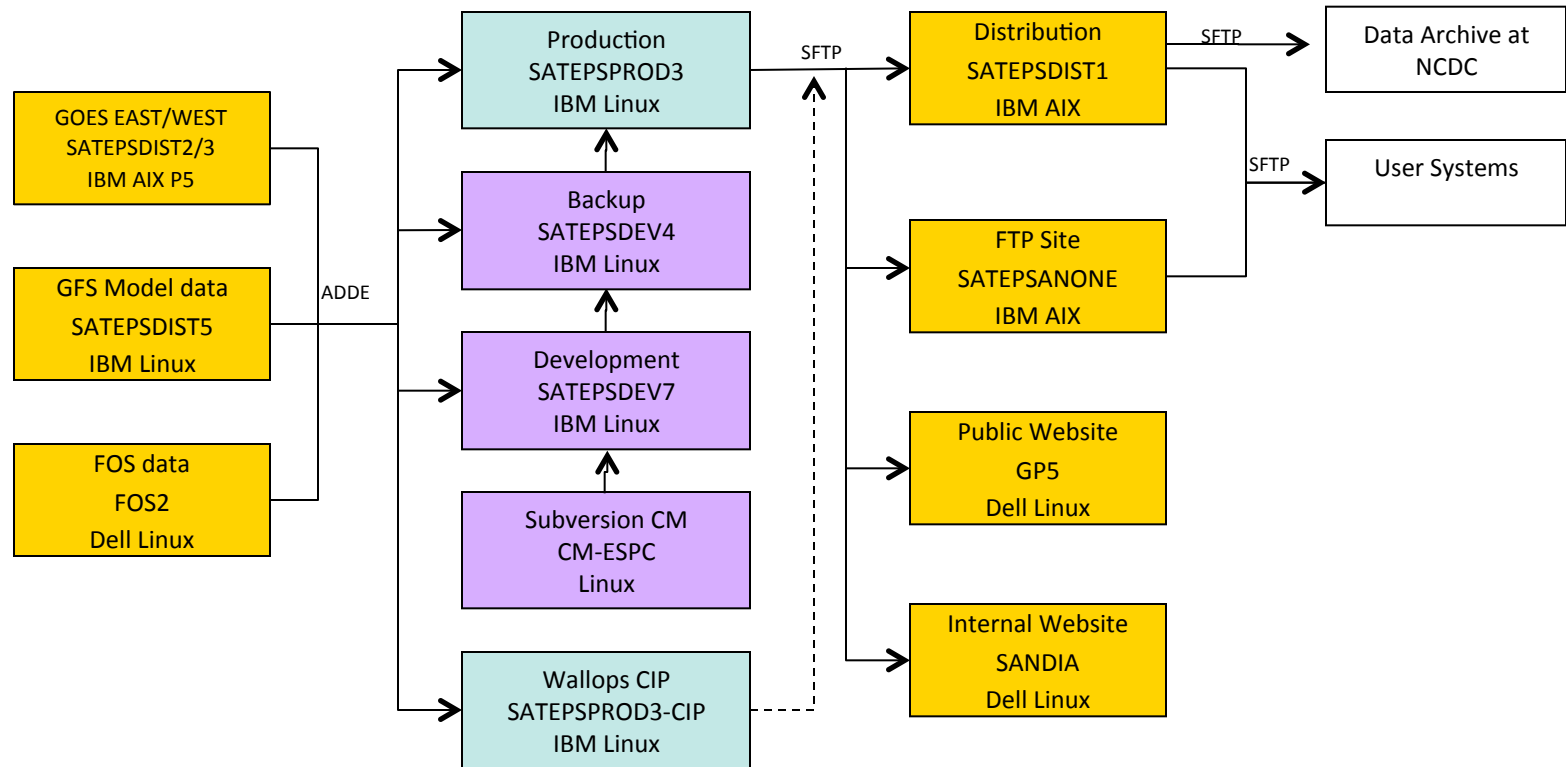 GOES EAST/WEST
SATEPSDIST2/3
IBM AIX P5
GFS Model data
SATEPSDIST5
IBM Linux
FOS data
FOS2
Dell Linux
ADDE
Production
SATEPSPROD3
IBM Linux
Backup
SATEPSDEV4
IBM Linux
Development
SATEPSDEV7
IBM Linux
Subversion CM
CM-ESPC
Linux
Wallops CIP
SATEPSPROD3-CIP
IBM Linux
SFTP
Distribution
SATEPSDIST1
IBM AIX
FTP Site
SATEPSANONE
IBM AIX
Public Website
GP5
Dell Linux
Internal Website
SANDIA
Dell Linux
SFTP
SFTP
Data Archive at
NCDC
User Systems